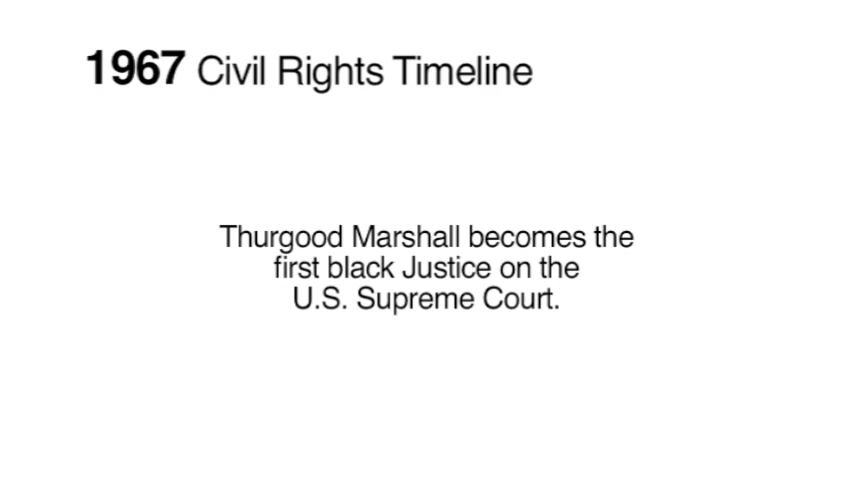 1967 Civil Rights Timeline
Thurgood Marshall becomes the
first black Justice on the
U.S. Supreme Court.